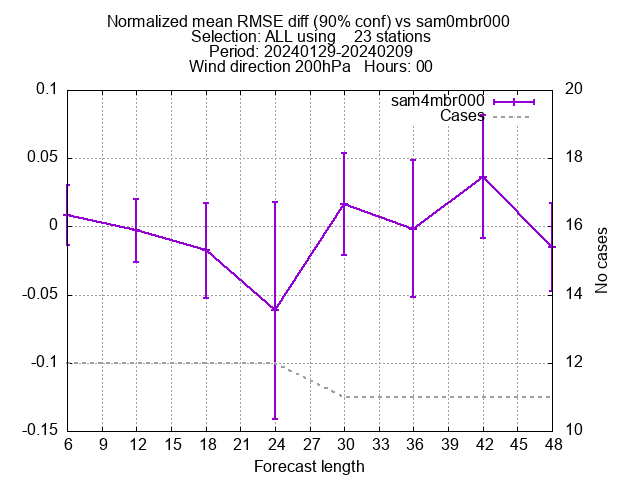 Normalized mean RMSE diff (90% conf) vs sam0mbr000
Selection: ALL using    23 stations
Period: 20240129-20240209
Wind direction 200hPa   Hours: 00
sam4mbr000
Cases
0.1
0.05
0
-0.05
-0.1
-0.15
20
18
16
14
12
10
No cases
6 9 12 15 18 21 24 27 30 33 36 39 42 45 48
Forecast length